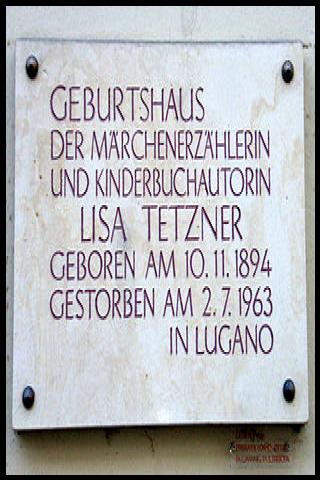 GEBURTSHAUS
DER MÄRCHENERZÄHLERIN
UND KINDERBUCHAUTORIN
LISA TETZNER
GEBOREN AM 10.11.1894
GESTORBEN AM 2.7.1963
IN LUGANO